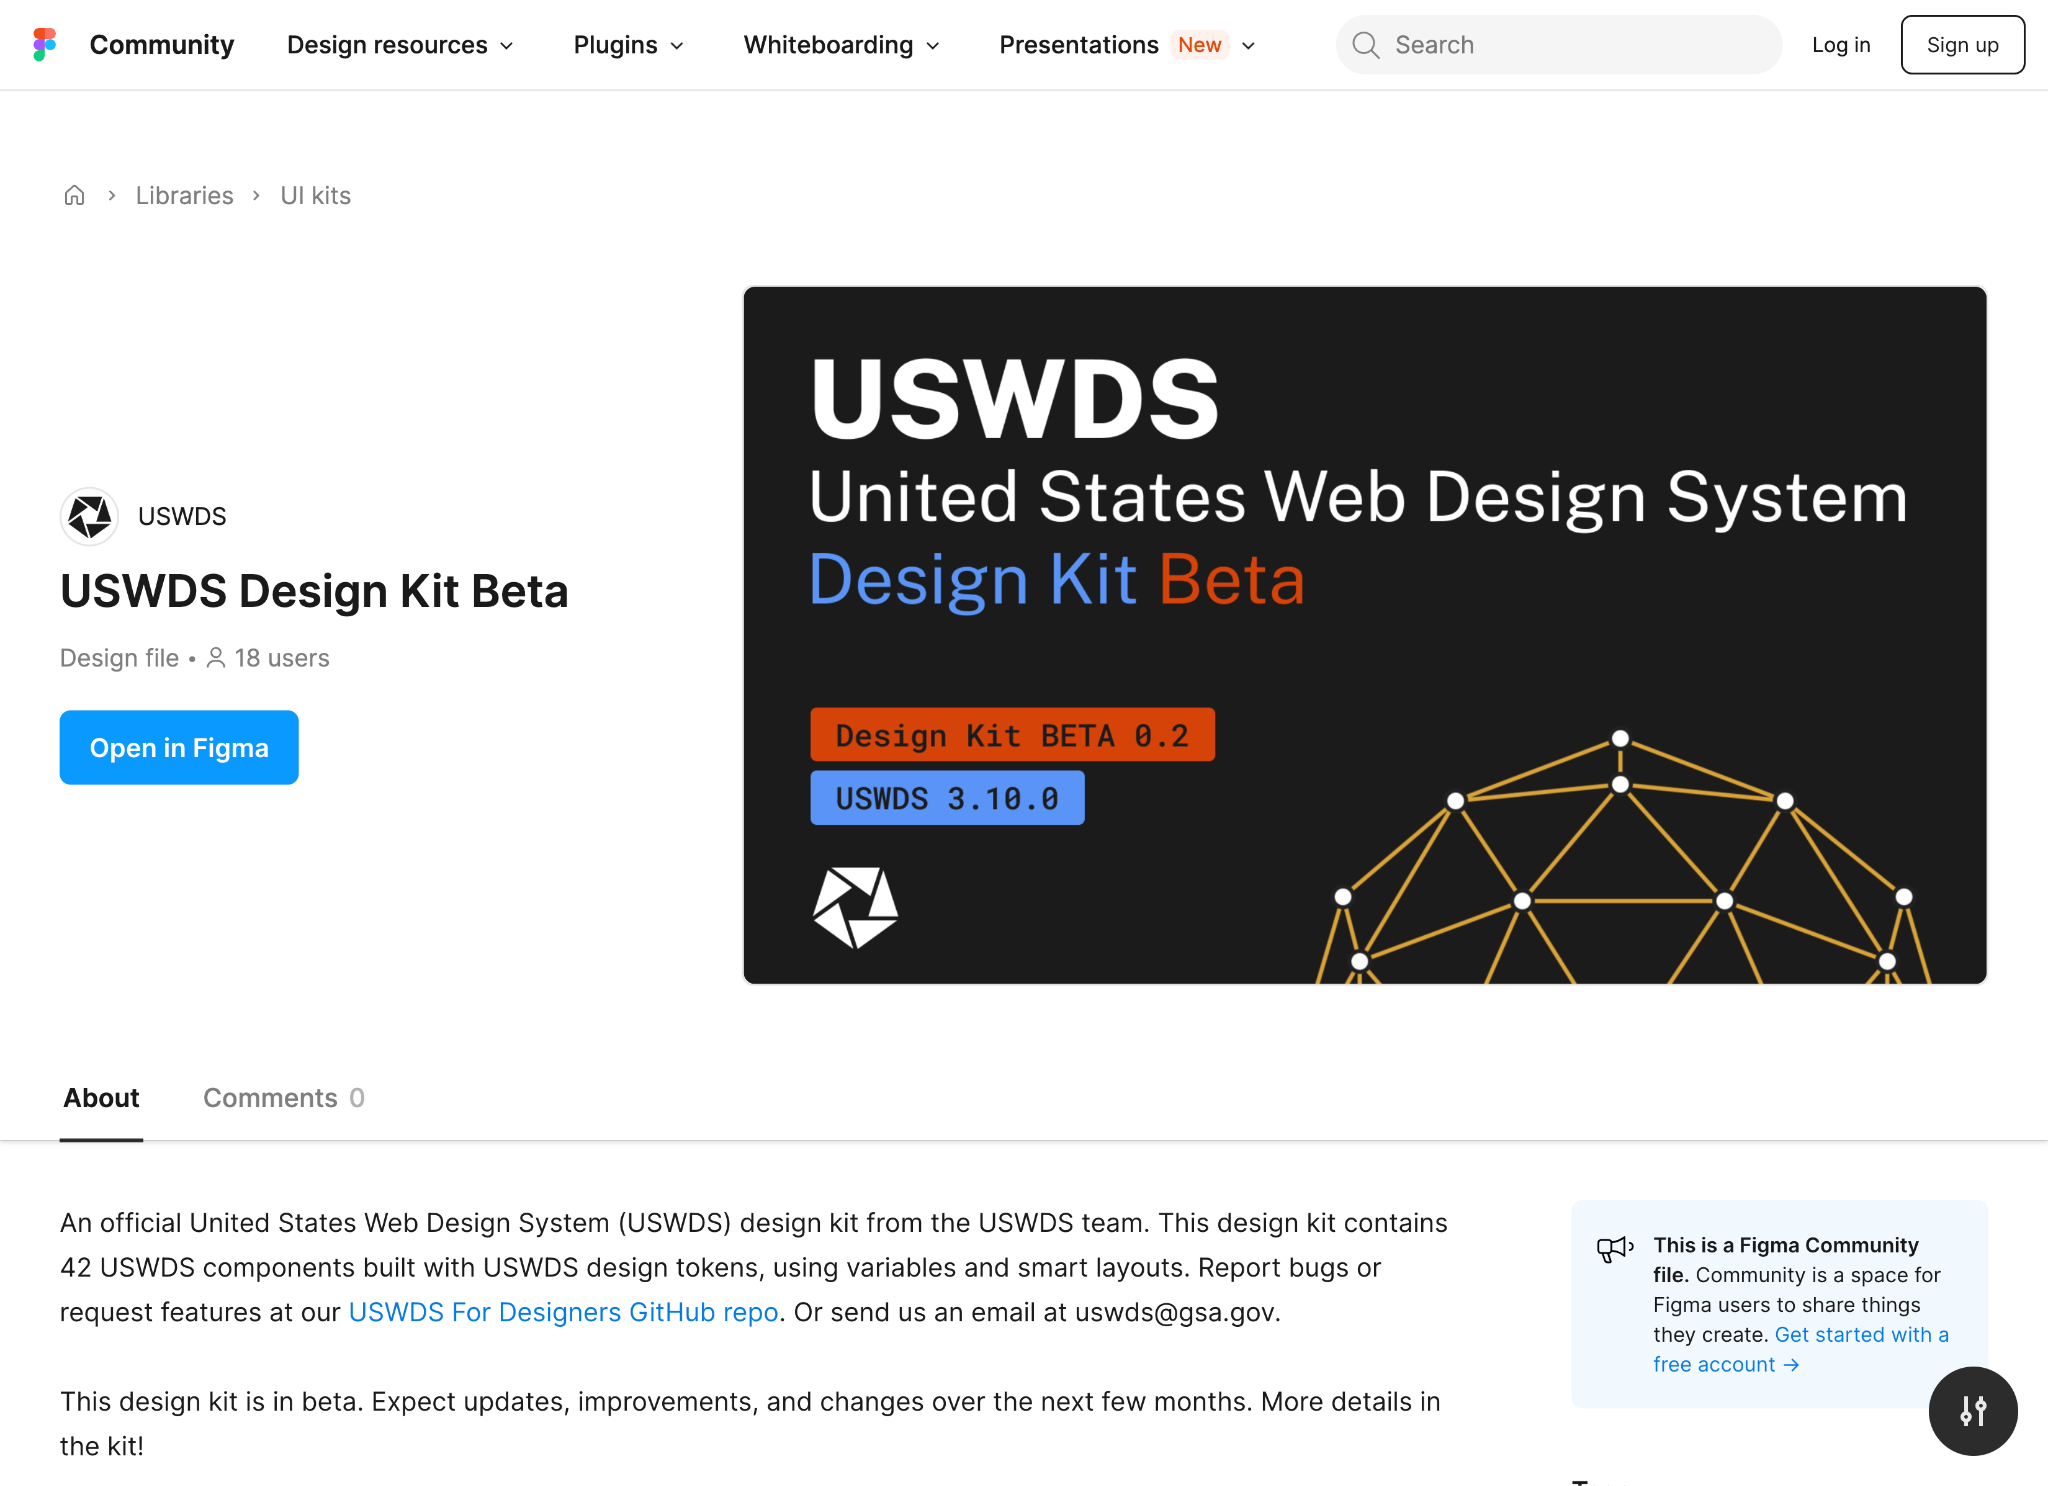 Community
Design resources
Plugins
Whiteboarding
Presentations New
Search
Log in
Sign up
Libraries
UI kits
USWDS
USWDS Design Kit Beta
Design file • 18 users
Open in Figma
USWDS
United States Web Design System
Design Kit Beta
Design Kit BETA 0.2
USWDS 3.10.0
About
Comments 0
An official United States Web Design System (USWDS) design kit from the USWDS team. This design kit contains
42 USWDS components built with USWDS design tokens, using variables and smart layouts. Report bugs or
request features at our USWDS For Designers GitHub repo. Or send us an email at uswds@gsa.gov.
This design kit is in beta. Expect updates, improvements, and changes over the next few months. More details in
the kit!
This is a Figma Community
file. Community is a space for
Figma users to share things
they create. Get started with a
free account →